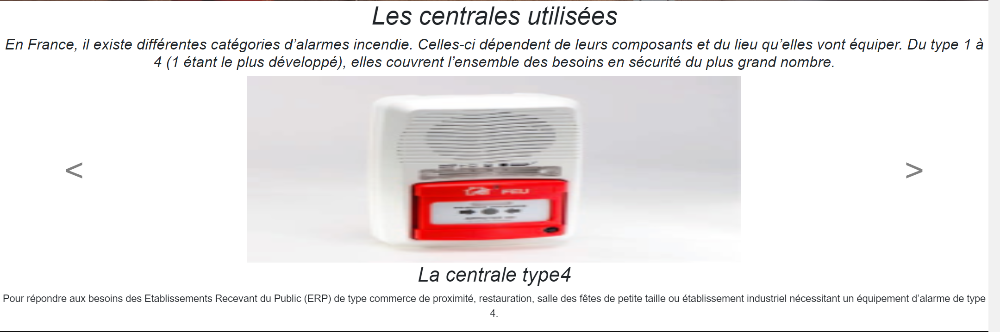 Les centrales utilisées
En France, il existe différentes catégories d’alarmes incendie. Celles-ci dépendent de leurs composants et du lieu qu’elles vont équiper. Du type 1 à
4 (1 étant le plus développé), elles couvrent l’ensemble des besoins en sécurité du plus grand nombre.
<
>
FEU
La centrale type4
Pour répondre aux besoins des Etablissements Recevant du Public (ERP) de type commerce de proximité, restauration, salle des fêtes de petite taille ou établissement industriel nécessitant un équipement d’alarme de type
4.